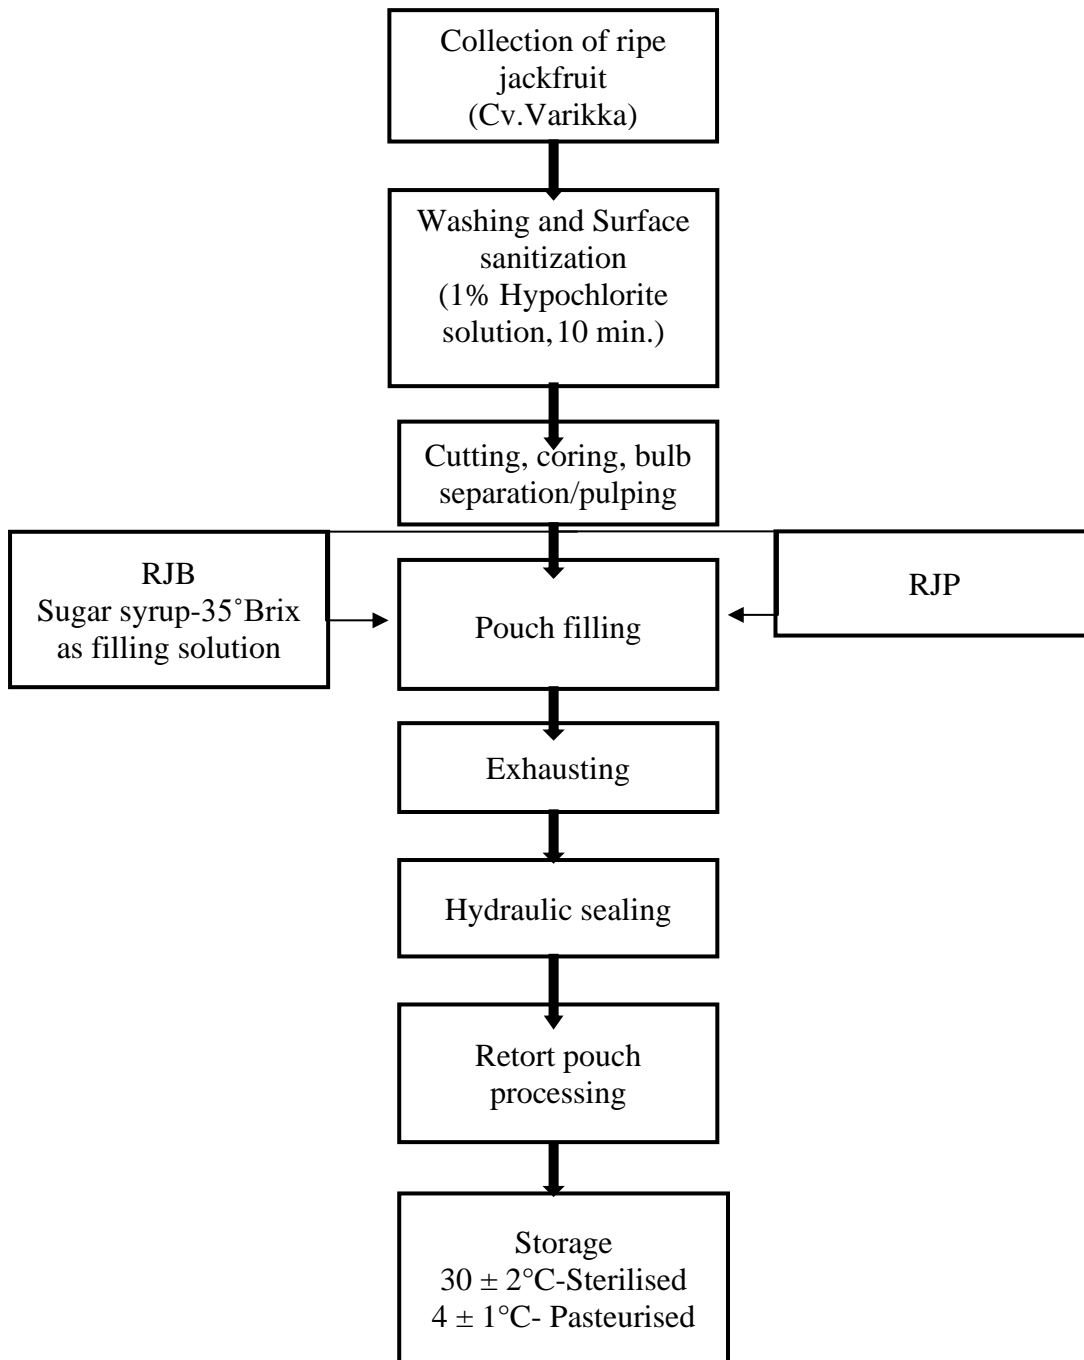 Collection of ripe
jackfruit
(Cv.Varikka)
Washing and Surface
sanitization
(1% Hypochlorite
solution, 10 min.)
Cutting, coring, bulb
separation/pulping
RJB
Sugar syrup-35°Brix
as filling solution
Pouch filling
RJP
Exhausting
Hydraulic sealing
Retort pouch
processing
Storage
30 ± 2°C-Sterilised
4 ± 1°C- Pasteurised